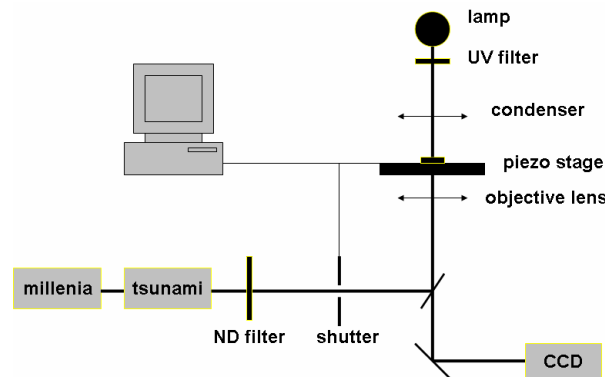 lamp
UV filter
condenser
piezo stage
objective lens
millenia
tsunami
ND filter
shutter
CCD